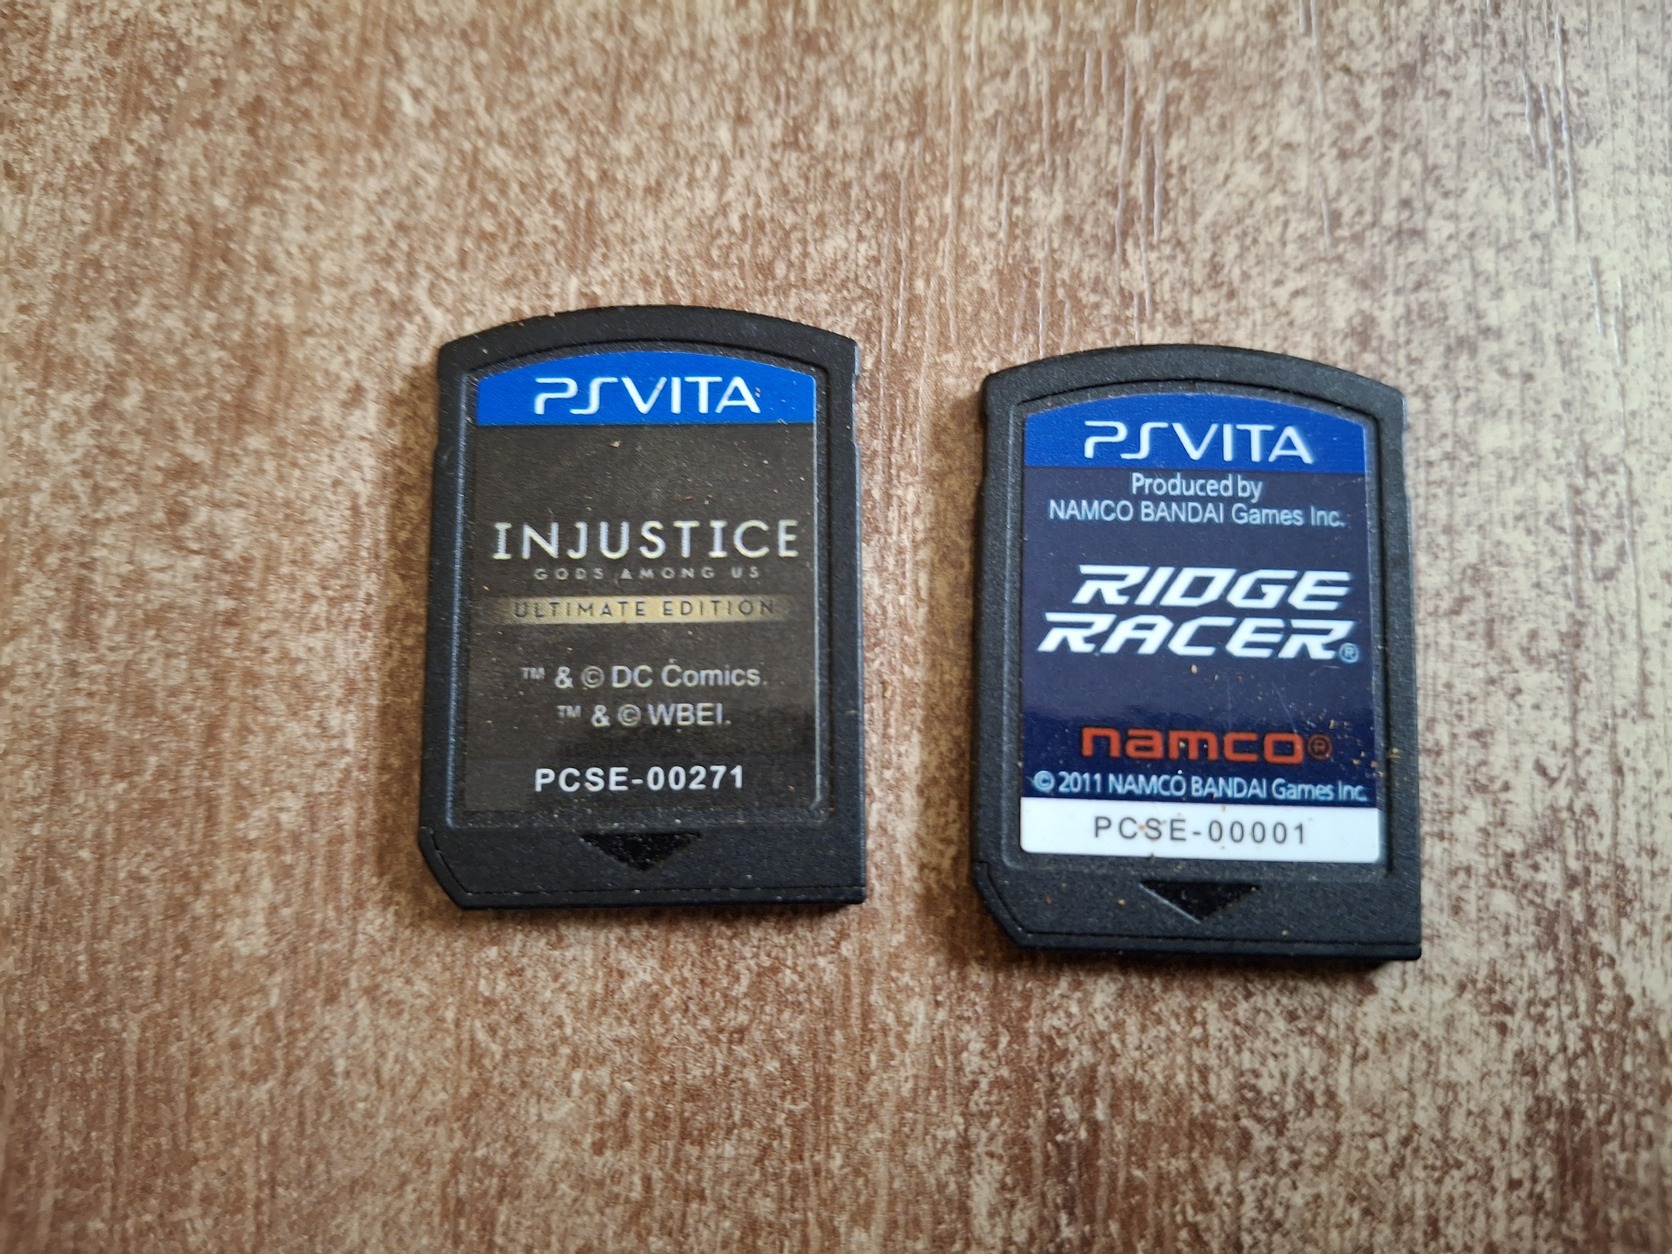 PSVITA
INJUSTICE
GODS AMONG US
ULTIMATE EDITION
™ & © DC Comics.
™ & © WBEI.
PCSE-00271
PSVITA
Produced by
NAMCO BANDAI Games Inc.
RIDGE
RACER®
namco®
© 2011 NAMCO BANDAI Games Inc.
PCSE-00001